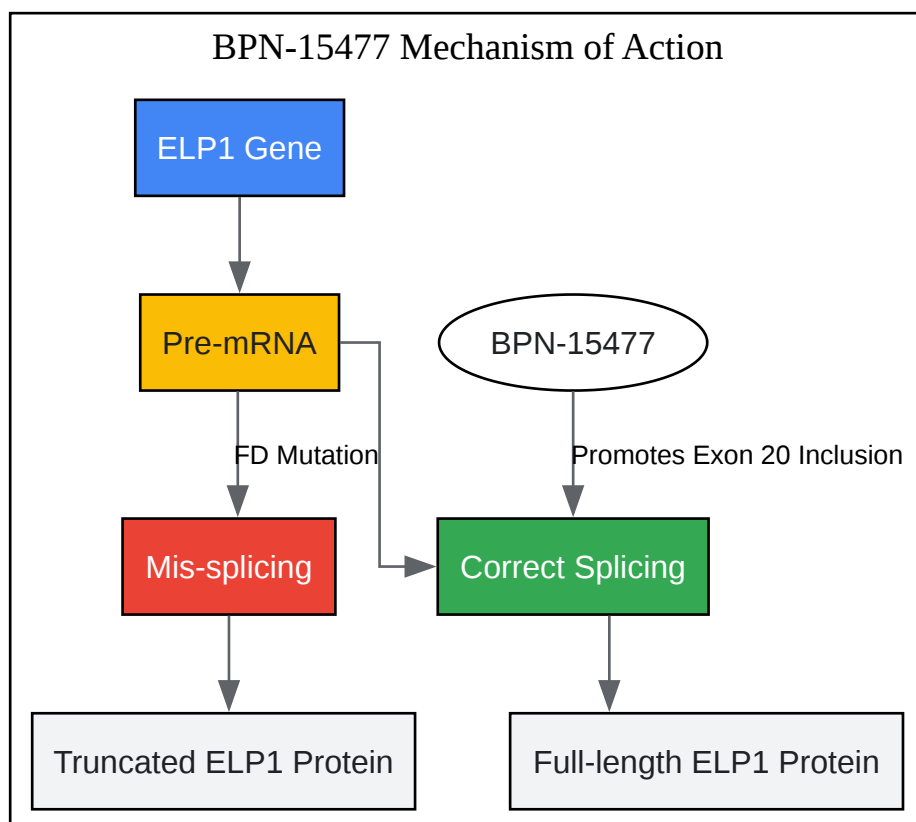 BPN-15477 Mechanism of Action
ELP1 Gene
Pre-mRNA
BPN-15477
FD Mutation
Promotes Exon 20 Inclusion
Mis-splicing
Correct Splicing
Truncated ELP1 Protein
Full-length ELP1 Protein